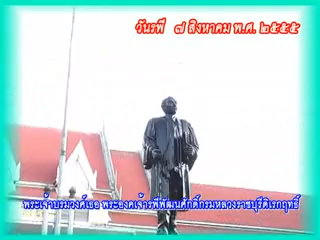 วันรพี ๗ สิงหาคม พ.ศ. ๒๕๕๕
พระเจ้าบรมวงศ์เธอ พระองค์เจ้ารพีพัฒนศักดิ์กรมหลวงราชบุรีดิเรกฤทธิ์